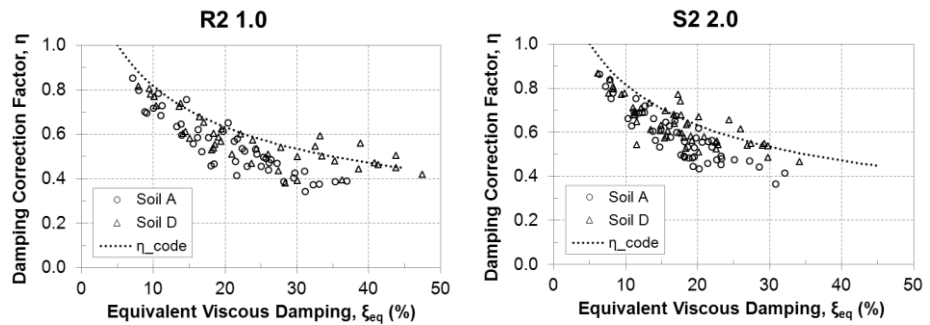 R2 1.0
Damping Correction Factor, η
1.0
0.8
0.6
0.4
0.2
0.0
Soil A
Soil D
η_code
0 10 20 30 40 50
Equivalent Viscous Damping, ξeq (%)
S2 2.0
Damping Correction Factor, η
1.0
0.8
0.6
0.4
0.2
0.0
Soil A
Soil D
η_code
0 10 20 30 40 50
Equivalent Viscous Damping, ξeq (%)